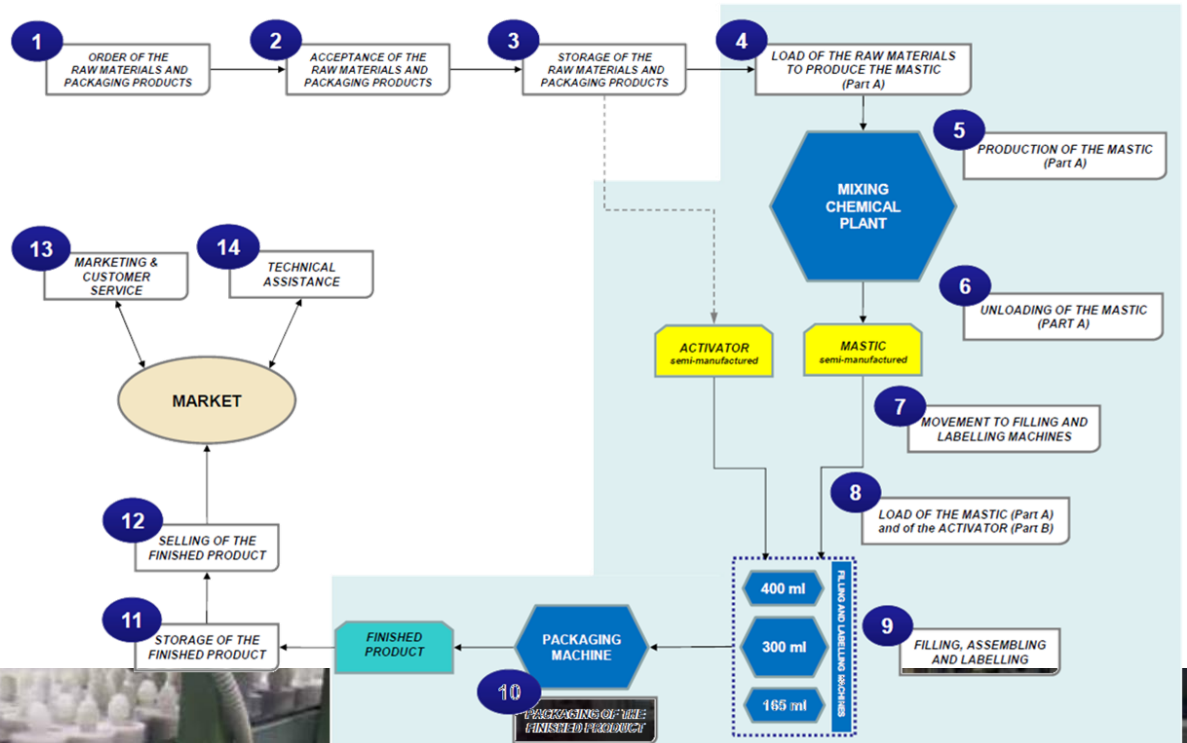 1
ORDER OF THE
RAW MATERIALS AND
PACKAGING PRODUCTS
2
ACCEPTANCE OF THE
RAW MATERIALS AND
PACKAGING PRODUCTS
3
STORAGE OF THE
RAW MATERIALS AND
PACKAGING PRODUCTS
4
LOAD OF THE RAW MATERIALS
TO PRODUCE THE MASTIC
(Part A)
5
PRODUCTION OF THE MASTIC
(Part A)
MIXING
CHEMICAL
PLANT
13
MARKETING &
CUSTOMER
SERVICE
14
TECHNICAL
ASSISTANCE
6
UNLOADING OF THE MASTIC
(PART A)
ACTIVATOR
semi-manufactured
MASTIC
semi-manufactured
MARKET
7
MOVEMENT TO FILLING AND
LABELLING MACHINES
8
LOAD OF THE MASTIC (Part A)
and of the ACTIVATOR (Part B)
12
SELLING OF THE
FINISHED PRODUCT
400 ml
300 ml
165 ml
FILLING AND LABELLING MACHINES
9
FILLING, ASSEMBLING
AND LABELLING
11
STORAGE OF THE
FINISHED PRODUCT
FINISHED
PRODUCT
PACKAGING
MACHINE
10
PACKAGING OF THE
FINISHED PRODUCT